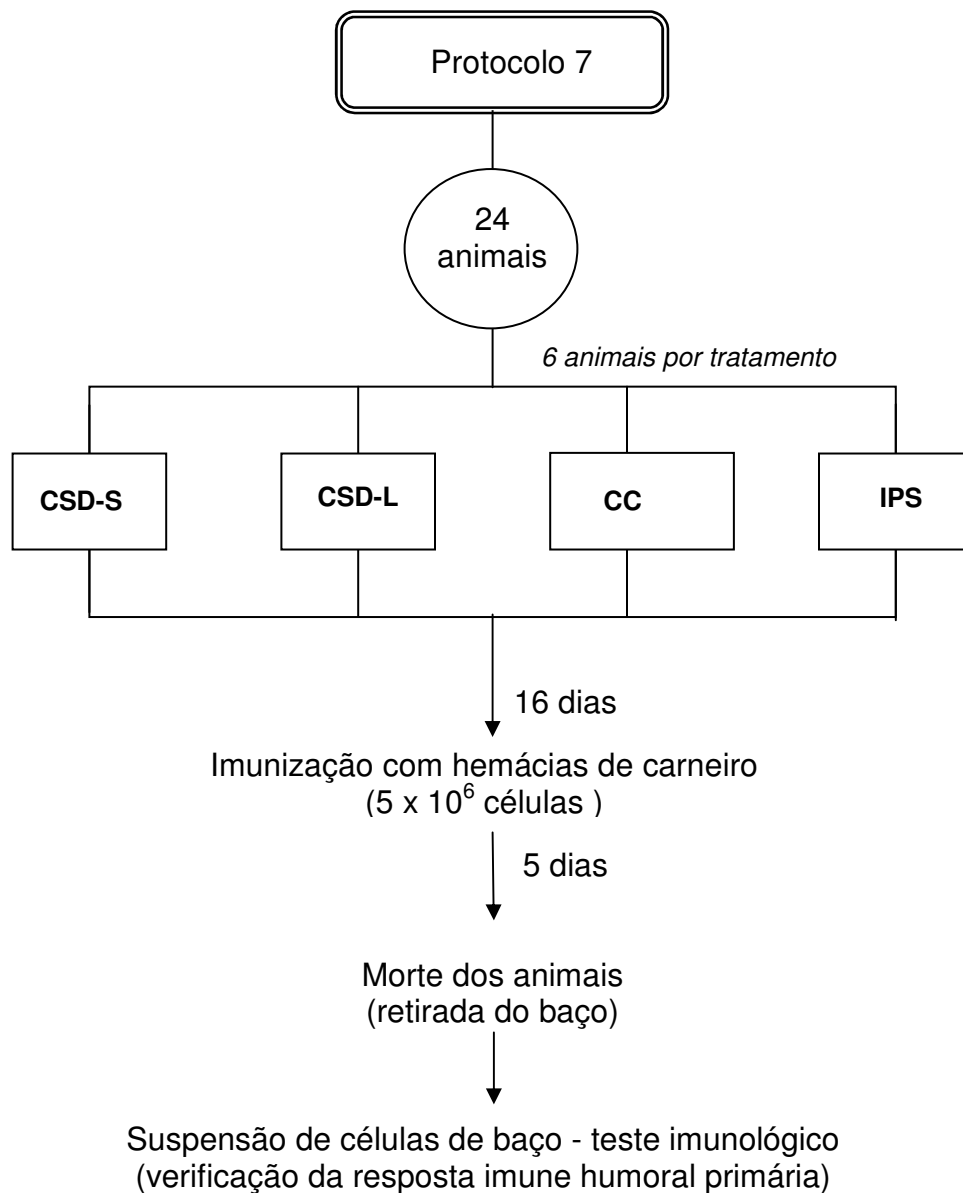 Protocolo 7
24
animais
6 animais por tratamento
CSD-S
CSD-L
CC
IPS
16 dias
Imunização com hemácias de carneiro
(5 x 10⁶ células )
5 dias
Morte dos animais
(retirada do baço)
Suspensão de células de baço - teste imunológico
(verificação da resposta imune humoral primária)